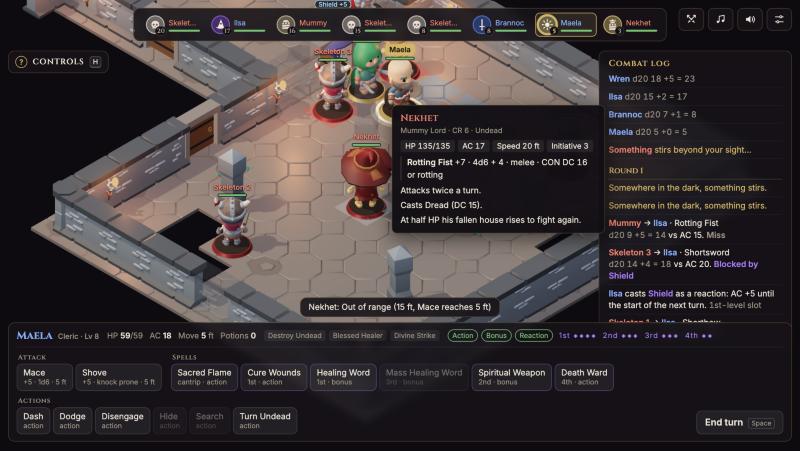 Shield +5
Skelet...
Ilsa
Mummy
Skelet...
Skelet...
Brannoc
Maela
Nekhet
20
17
16
15
8
8
5
3
? CONTROLS H
Skeleton
Maela
Nekhet
Skeleton 2
NEKHET
Mummy Lord · CR 6 · Undead
HP 135/135 AC 17 Speed 20 ft Initiative 3
Rotting Fist +7 · 4d6 + 4 · melee · CON DC 16
or rotting
Attacks twice a turn.
Casts Dread (DC 15).
At half HP his fallen house rises to fight again.
Nekhet: Out of range (15 ft, Mace reaches 5 ft)
COMBAT LOG
Wren d20 18 +5 = 23
Ilsa d20 15 +2 = 17
Brannoc d20 7 +1 = 8
Maela d20 5 +0 = 5
Something stirs beyond your sight...
ROUND 1
Somewhere in the dark, something stirs.
Somewhere in the dark, something stirs.
Mummy → Ilsa · Rotting Fist
d20 9 +5 = 14 vs AC 15. Miss
Skeleton 3 → Ilsa · Shortsword
d20 14 +4 = 18 vs AC 20. Blocked by
Shield
Ilsa casts Shield as a reaction: AC +5 until
the start of the next turn. 1st-level slot
MAELA Cleric · Lv 8 HP 59/59 AC 18 Move 5 ft Potions 0 Destroy Undead Blessed Healer Divine Strike Action Bonus Reaction 1st 2nd 3rd 4th
ATTACK
Mace
+5 · 1d6 · 5 ft
Shove
+5 · knock prone · 5 ft
SPELLS
Sacred Flame
cantrip · action
Cure Wounds
1st · action
Healing Word
1st · bonus
Mass Healing Word
3rd · bonus
Spiritual Weapon
2nd · bonus
Death Ward
4th · action
ACTIONS
Dash
action
Dodge
action
Disengage
action
Hide
action
Search
action
Turn Undead
action
End turn Space